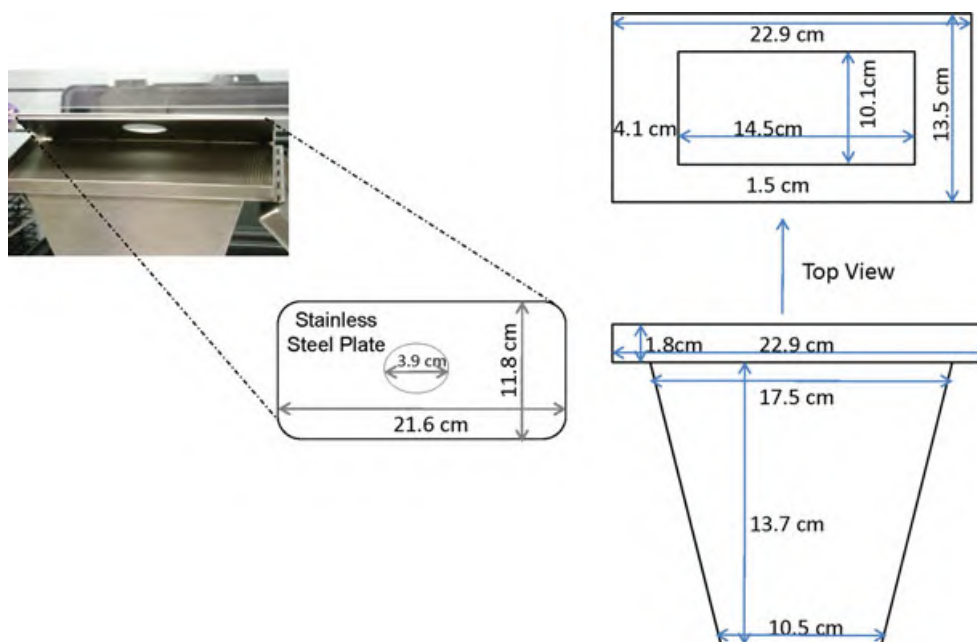 22.9 cm
10.1cm
13.5 cm
4.1 cm
14.5cm
1.5 cm
Top View
Stainless
Steel Plate
3.9 cm
11.8 cm
21.6 cm
1.8cm
22.9 cm
17.5 cm
13.7 cm
10.5 cm